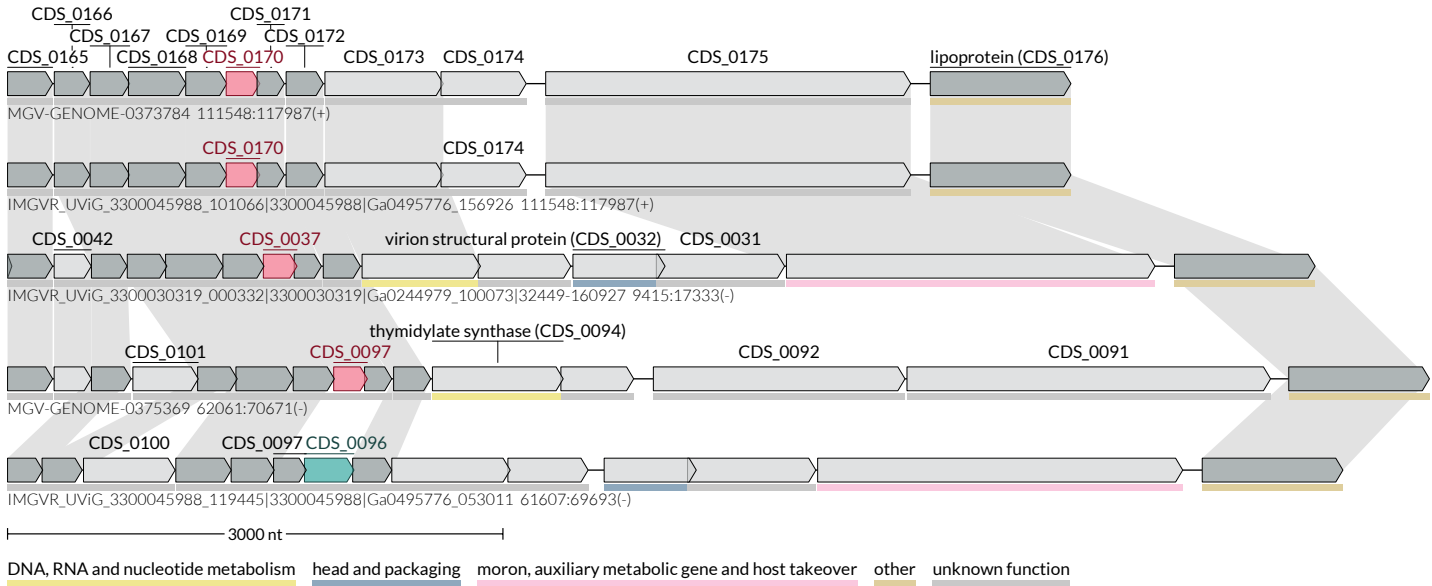 CDS_0166 CDS_0171
CDS_0167 CDS_0169 CDS_0172
CDS_0165 CDS_0168 CDS_0170 CDS_0173 CDS_0174 CDS_0175 lipoprotein (CDS_0176)
MGV-GENOME-0373784 111548:117987(+)
CDS_0170 CDS_0174
IMGVR_UViG_3300045988_101066|3300045988|Ga0495776_156926 111548:117987(+)
CDS_0042 CDS_0037 virion structural protein (CDS_0032) CDS_0031
IMGVR_UViG_3300030319_000332|3300030319|Ga0244979_100073|32449-160927 9415:17333(-)
thymidylate synthase (CDS_0094)
CDS_0101 CDS_0097 CDS_0092 CDS_0091
MGV-GENOME-0375369 62061:70671(-)
CDS_0100 CDS_0097 CDS_0096
IMGVR_UViG_3300045988_119445|3300045988|Ga0495776_053011 61607:69693(-)
3000 nt
DNA, RNA and nucleotide metabolism head and packaging moron, auxiliary metabolic gene and host takeover other unknown function